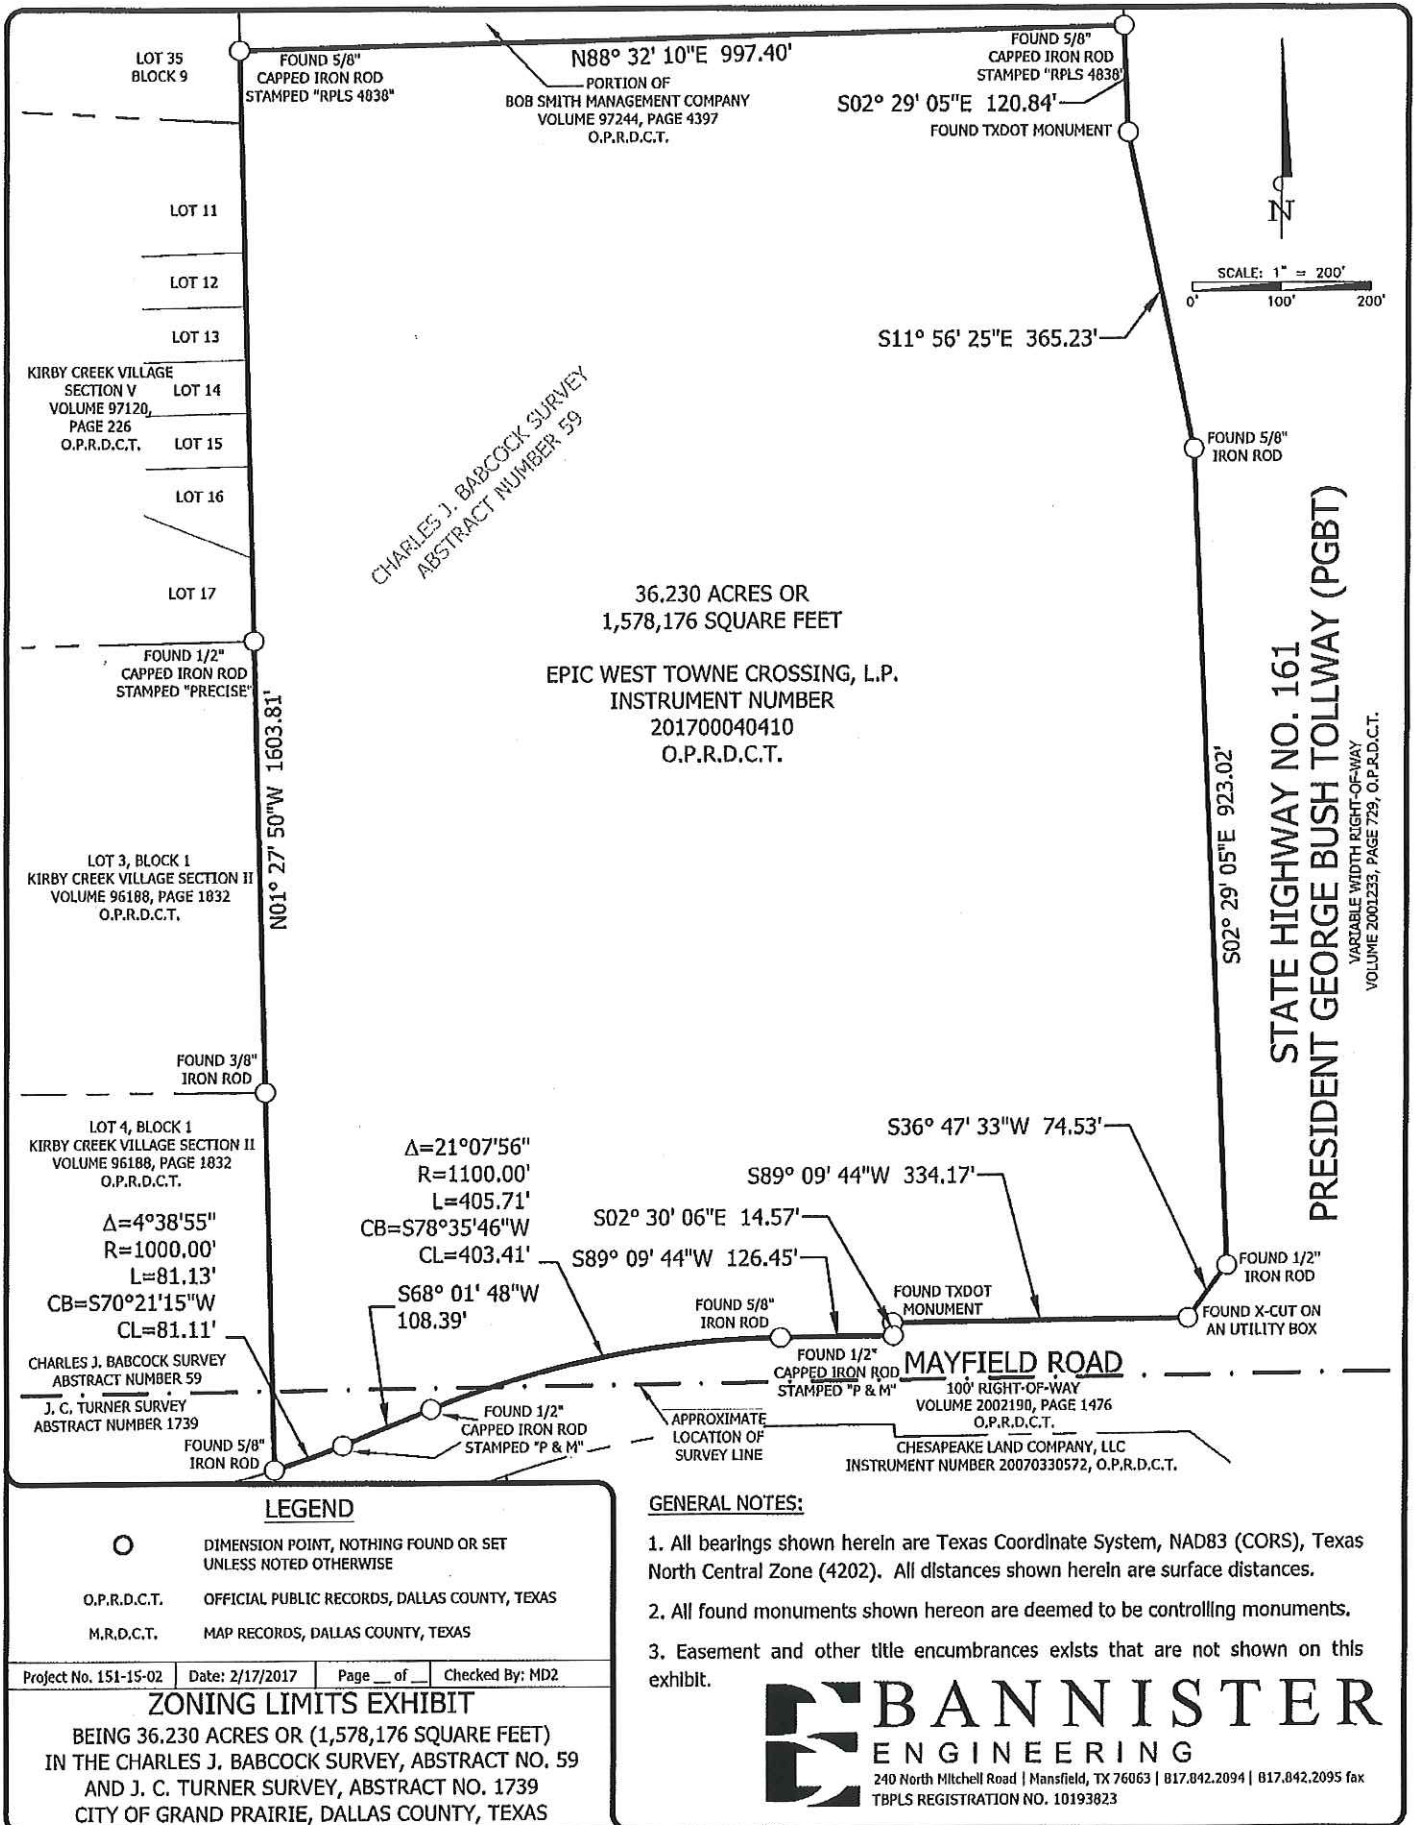 LOT 35
BLOCK 9
FOUND 5/8"
CAPPED IRON ROD
STAMPED "RPLS 4838"
N88° 32' 10"E 997.40'
PORTION OF
BOB SMITH MANAGEMENT COMPANY
VOLUME 97244, PAGE 4397
O.P.R.D.C.T.
FOUND 5/8"
CAPPED IRON ROD
STAMPED "RPLS 4838"
S02° 29' 05"E 120.84'
FOUND TXDOT MONUMENT
N
SCALE: 1" = 200'
0' 100' 200'
S11° 56' 25"E 365.23'
LOT 11
LOT 12
LOT 13
KIRBY CREEK VILLAGE
SECTION V
VOLUME 97120,
PAGE 226
O.P.R.D.C.T.
LOT 14
LOT 15
LOT 16
LOT 17
CHARLES J. BABCOCK SURVEY
ABSTRACT NUMBER 59
FOUND 5/8"
IRON ROD
36.230 ACRES OR
1,578,176 SQUARE FEET
EPIC WEST TOWNE CROSSING, L.P.
INSTRUMENT NUMBER
201700040410
O.P.R.D.C.T.
FOUND 1/2"
CAPPED IRON ROD
STAMPED "PRECISE"
N01° 27' 50"W 1603.81'
S02° 29' 05"E 923.02'
STATE HIGHWAY NO. 161
PRESIDENT GEORGE BUSH TOLLWAY (PGBT)
VARIABLE WIDTH RIGHT-OF-WAY
VOLUME 2001233, PAGE 729, O.P.R.D.C.T.
LOT 3, BLOCK 1
KIRBY CREEK VILLAGE SECTION II
VOLUME 96188, PAGE 1832
O.P.R.D.C.T.
FOUND 3/8"
IRON ROD
LOT 4, BLOCK 1
KIRBY CREEK VILLAGE SECTION II
VOLUME 96188, PAGE 1832
O.P.R.D.C.T.
Δ=4°38'55"
R=1000.00'
L=81.13'
CB=S70°21'15"W
CL=81.11'
Δ=21°07'56"
R=1100.00'
L=405.71'
CB=S78°35'46"W
CL=403.41'
S68° 01' 48"W
108.39'
S36° 47' 33"W 74.53'
S89° 09' 44"W 334.17'
S02° 30' 06"E 14.57'
S89° 09' 44"W 126.45'
FOUND 5/8"
IRON ROD
FOUND TXDOT
MONUMENT
FOUND 1/2"
IRON ROD
FOUND X-CUT ON
AN UTILITY BOX
FOUND 1/2"
CAPPED IRON ROD
STAMPED "P & M"
MAYFIELD ROAD
100' RIGHT-OF-WAY
VOLUME 2002190, PAGE 1476
O.P.R.D.C.T.
CHARLES J. BABCOCK SURVEY
ABSTRACT NUMBER 59
J. C. TURNER SURVEY
ABSTRACT NUMBER 1739
FOUND 5/8"
IRON ROD
FOUND 1/2"
CAPPED IRON ROD
STAMPED "P & M"
APPROXIMATE
LOCATION OF
SURVEY LINE
CHESAPEAKE LAND COMPANY, LLC
INSTRUMENT NUMBER 20070330572, O.P.R.D.C.T.
LEGEND
DIMENSION POINT, NOTHING FOUND OR SET
UNLESS NOTED OTHERWISE
O.P.R.D.C.T. OFFICIAL PUBLIC RECORDS, DALLAS COUNTY, TEXAS
M.R.D.C.T. MAP RECORDS, DALLAS COUNTY, TEXAS
Project No. 151-15-02 Date: 2/17/2017 Page __ of __ Checked By: MD2
ZONING LIMITS EXHIBIT
BEING 36.230 ACRES OR (1,578,176 SQUARE FEET)
IN THE CHARLES J. BABCOCK SURVEY, ABSTRACT NO. 59
AND J. C. TURNER SURVEY, ABSTRACT NO. 1739
CITY OF GRAND PRAIRIE, DALLAS COUNTY, TEXAS
GENERAL NOTES:
1. All bearings shown herein are Texas Coordinate System, NAD83 (CORS), Texas
North Central Zone (4202). All distances shown herein are surface distances.
2. All found monuments shown hereon are deemed to be controlling monuments.
3. Easement and other title encumbrances exists that are not shown on this
exhibit.
BANNISTER
ENGINEERING
240 North Mitchell Road | Mansfield, TX 76063 | 817.842.2094 | 817.842.2095 fax
TBPLS REGISTRATION NO. 10193823